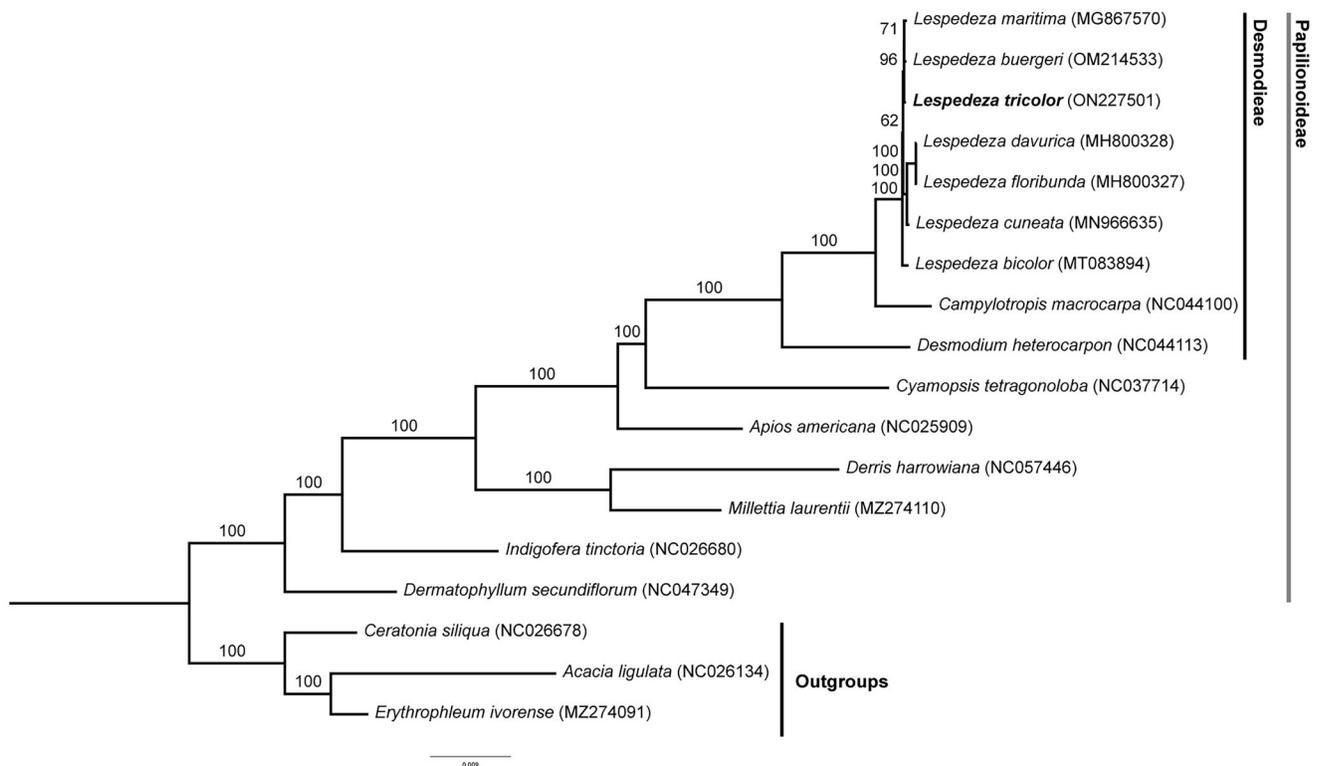 Lespedeza maritima (MG867570)
71
96
Lespedeza buergeri (OM214533)
Lespedeza tricolor (ON227501)
62
Lespedeza davurica (MH800328)
100
100
Lespedeza floribunda (MH800327)
100
Lespedeza cuneata (MN966635)
100
Lespedeza bicolor (MT083894)
Campylotropis macrocarpa (NC044100)
100
100
Desmodium heterocarpon (NC044113)
100
Cyamopsis tetragonoloba (NC037714)
100
Apios americana (NC025909)
Derris harrowiana (NC057446)
100
100
Millettia laurentii (MZ274110)
100
Indigofera tinctoria (NC026680)
Dermatophyllum secundiflorum (NC047349)
Ceratonia siliqua (NC026678)
100
Acacia ligulata (NC026134)
100
Erythrophleum ivorense (MZ274091)
Desmodieae
Papilionoideae
Outgroups
0.009